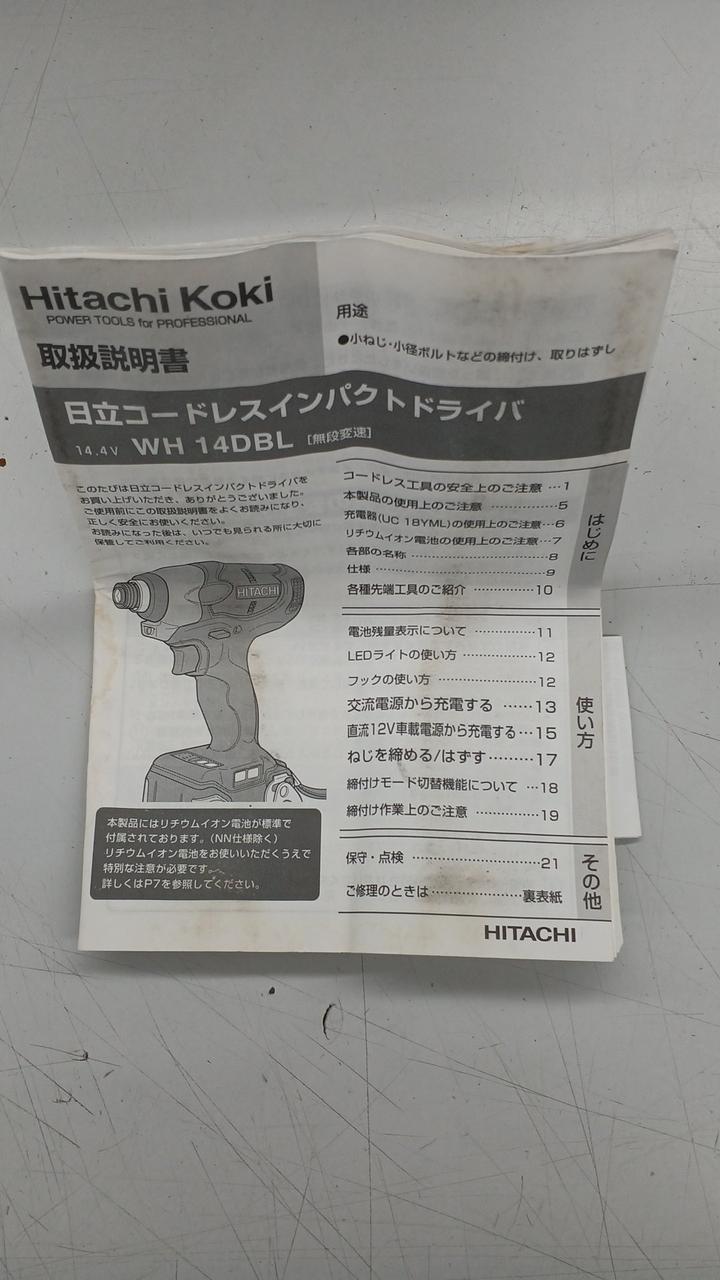 Hitachi Koki
POWER TOOLS for PROFESSIONAL
取扱説明書
用途
●小ねじ・小径ボルトなどの締付け、取りはずし
日立コードレスインパクトドライバ
14.4V WH 14DBL [無段変速]
このたびは日立コードレスインパクトドライバを
お買い上げいただき、ありがとうございました。
ご使用前にこの取扱説明書をよくお読みになり、
正しく安全にお使いください。
お読みになった後は、いつでも見られる所に大切に
保管してご利用ください。
HITACHI
本製品にはリチウムイオン電池が標準で
付属されております。(NN仕様除く)
リチウムイオン電池をお使いいただくうえで
特別な注意が必要です。
詳しくはP7を参照してください。
はじめに
コードレス工具の安全上のご注意 …1
本製品の使用上のご注意 ……………5
充電器(UC 18YML)の使用上のご注意…6
リチウムイオン電池の使用上のご注意…7
各部の名称 ……………………………8
仕様 ……………………………………9
各種先端工具のご紹介 ……………10
使い方
電池残量表示について ……………11
LEDライトの使い方 ………………12
フックの使い方 ……………………12
交流電源から充電する ……13
直流12V車載電源から充電する…15
ねじを締める/はずす………17
締付けモード切替機能について …18
締付け作業上のご注意 ……………19
その他
保守・点検 …………………………21
ご修理のときは…………………裏表紙
HITACHI